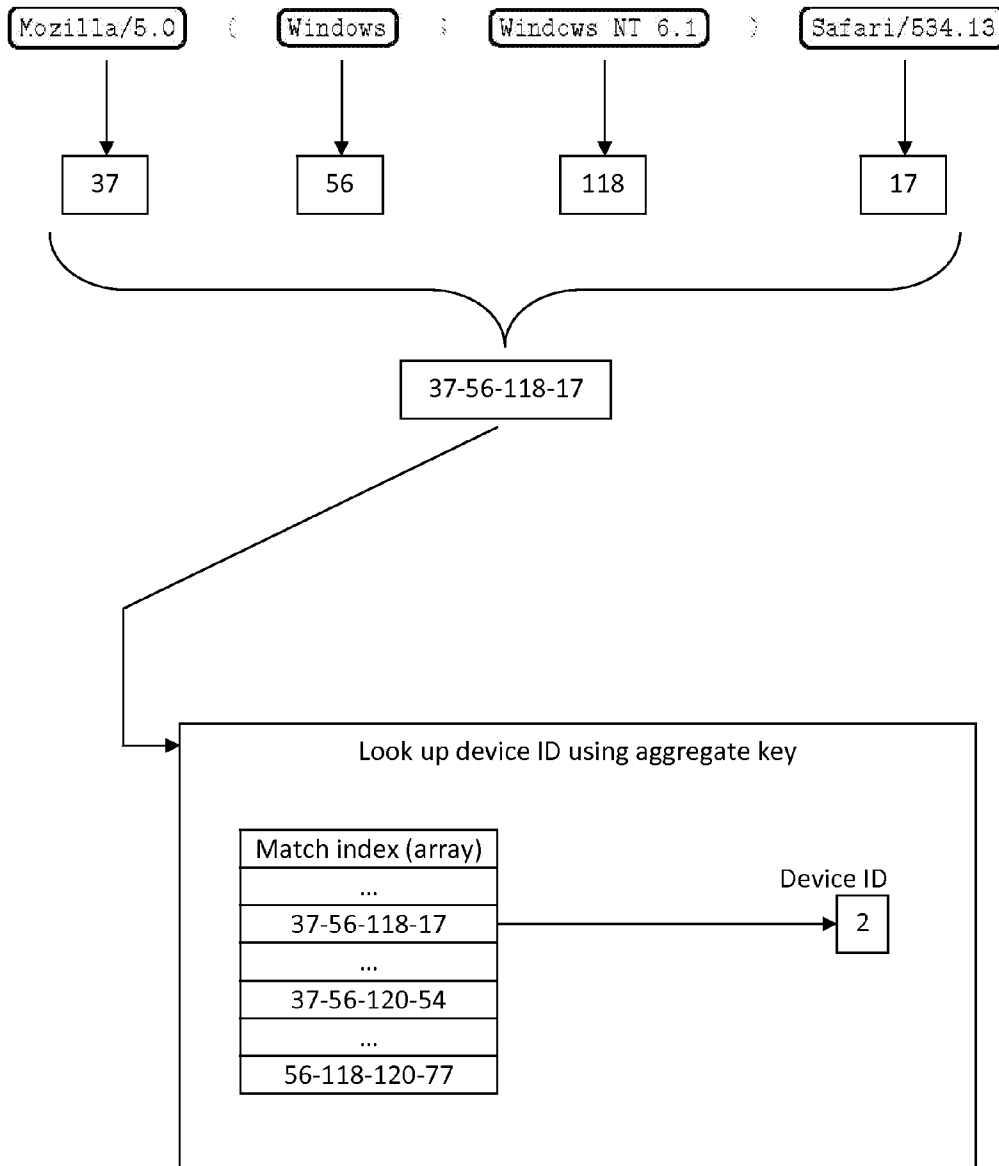 Mozilla/5.0 ( Windows ; Windows NT 6.1 ) Safari/534.13
37 56 118 17
37-56-118-17
Look up device ID using aggregate key
Match index (array)
...
37-56-118-17
...
37-56-120-54
...
56-118-120-77
Device ID
2